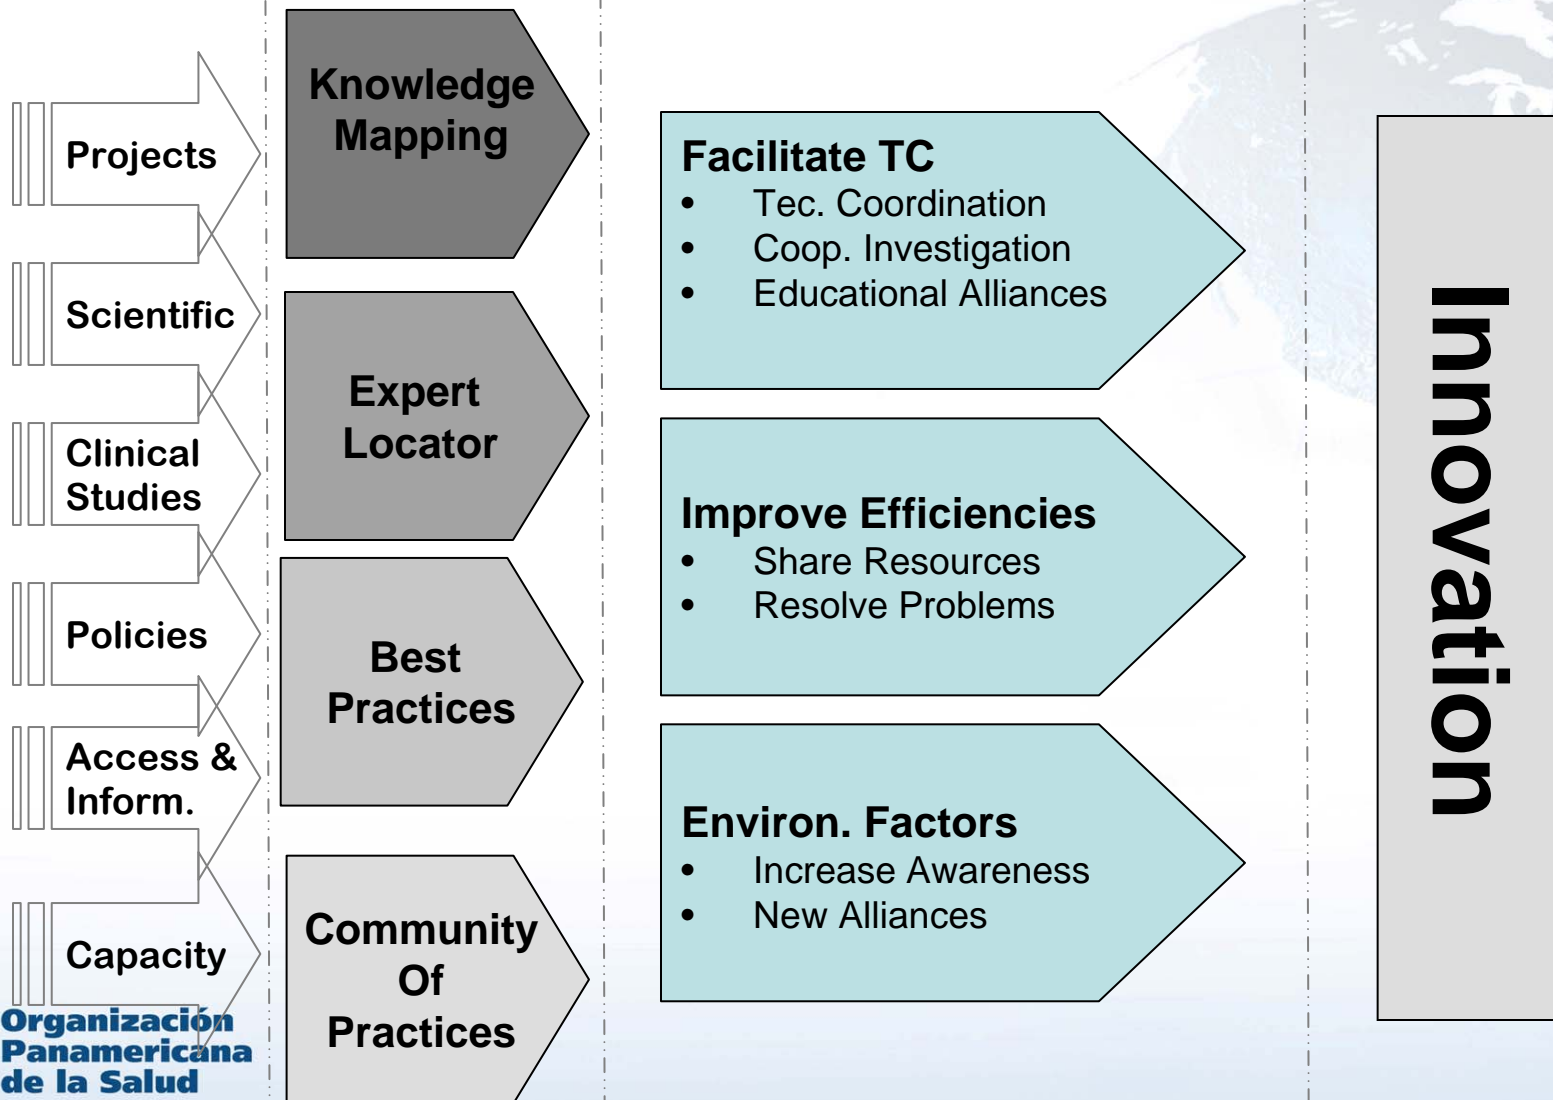 Projects
Scientific
Clinical
Studies
Policies
Access &
Inform.
Capacity
Organización
Panamericana
de la Salud
Knowledge
Mapping
Expert
Locator
Best
Practices
Community
Of
Practices
Facilitate TC
• Tec. Coordination
• Coop. Investigation
• Educational Alliances
Improve Efficiencies
• Share Resources
• Resolve Problems
Environ. Factors
• Increase Awareness
• New Alliances
Innovation